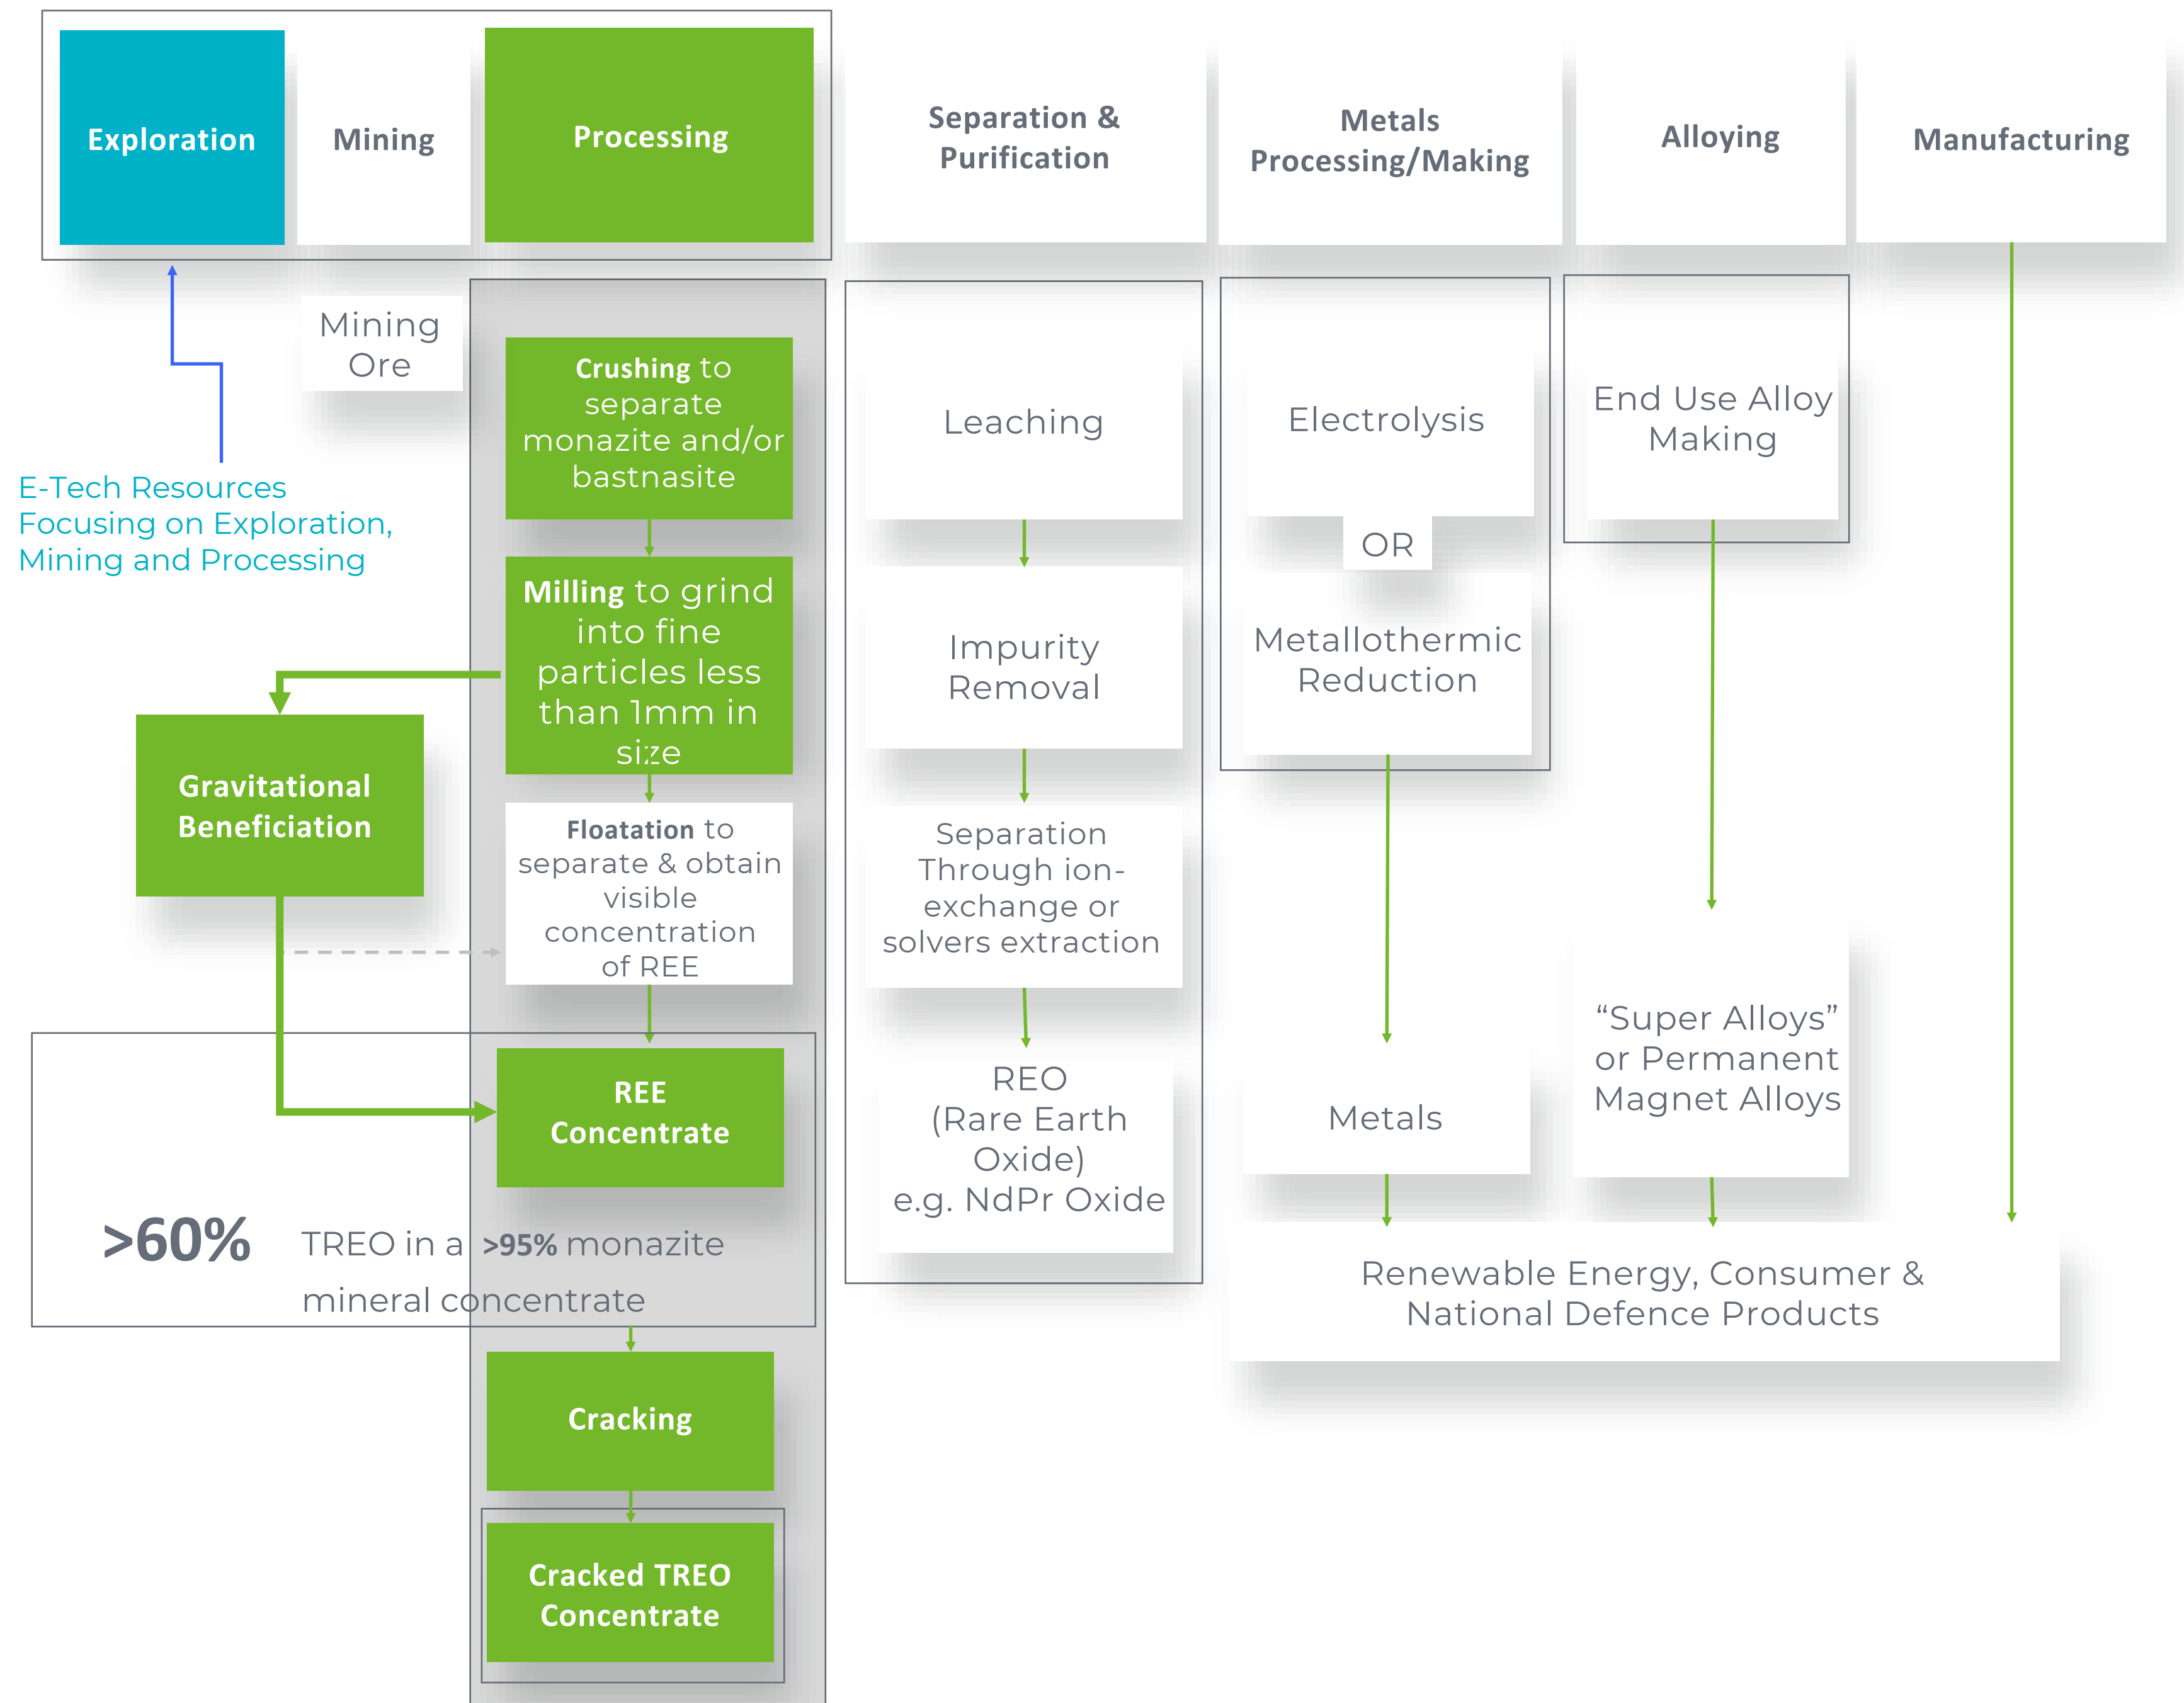 Exploration
Mining
Processing
Separation &
Purification
Metals
Processing/Making
Alloying
Manufacturing
Mining
Ore
E-Tech Resources
Focusing on Exploration,
Mining and Processing
Crushing to
separate
monazite and/or
bastnasite
Milling to grind
into fine
particles less
than 1mm in
size
Gravitational
Beneficiation
Floatation to
separate & obtain
visible
concentration
of REE
REE
Concentrate
>60%
TREO in a >95% monazite
mineral concentrate
Cracking
Cracked TREO
Concentrate
Leaching
Impurity
Removal
Separation
Through ion-
exchange or
solvers extraction
REO
(Rare Earth
Oxide)
e.g. NdPr Oxide
Electrolysis
OR
Metallothermic
Reduction
Metals
End Use Alloy
Making
“Super Alloys”
or Permanent
Magnet Alloys
Renewable Energy, Consumer &
National Defence Products